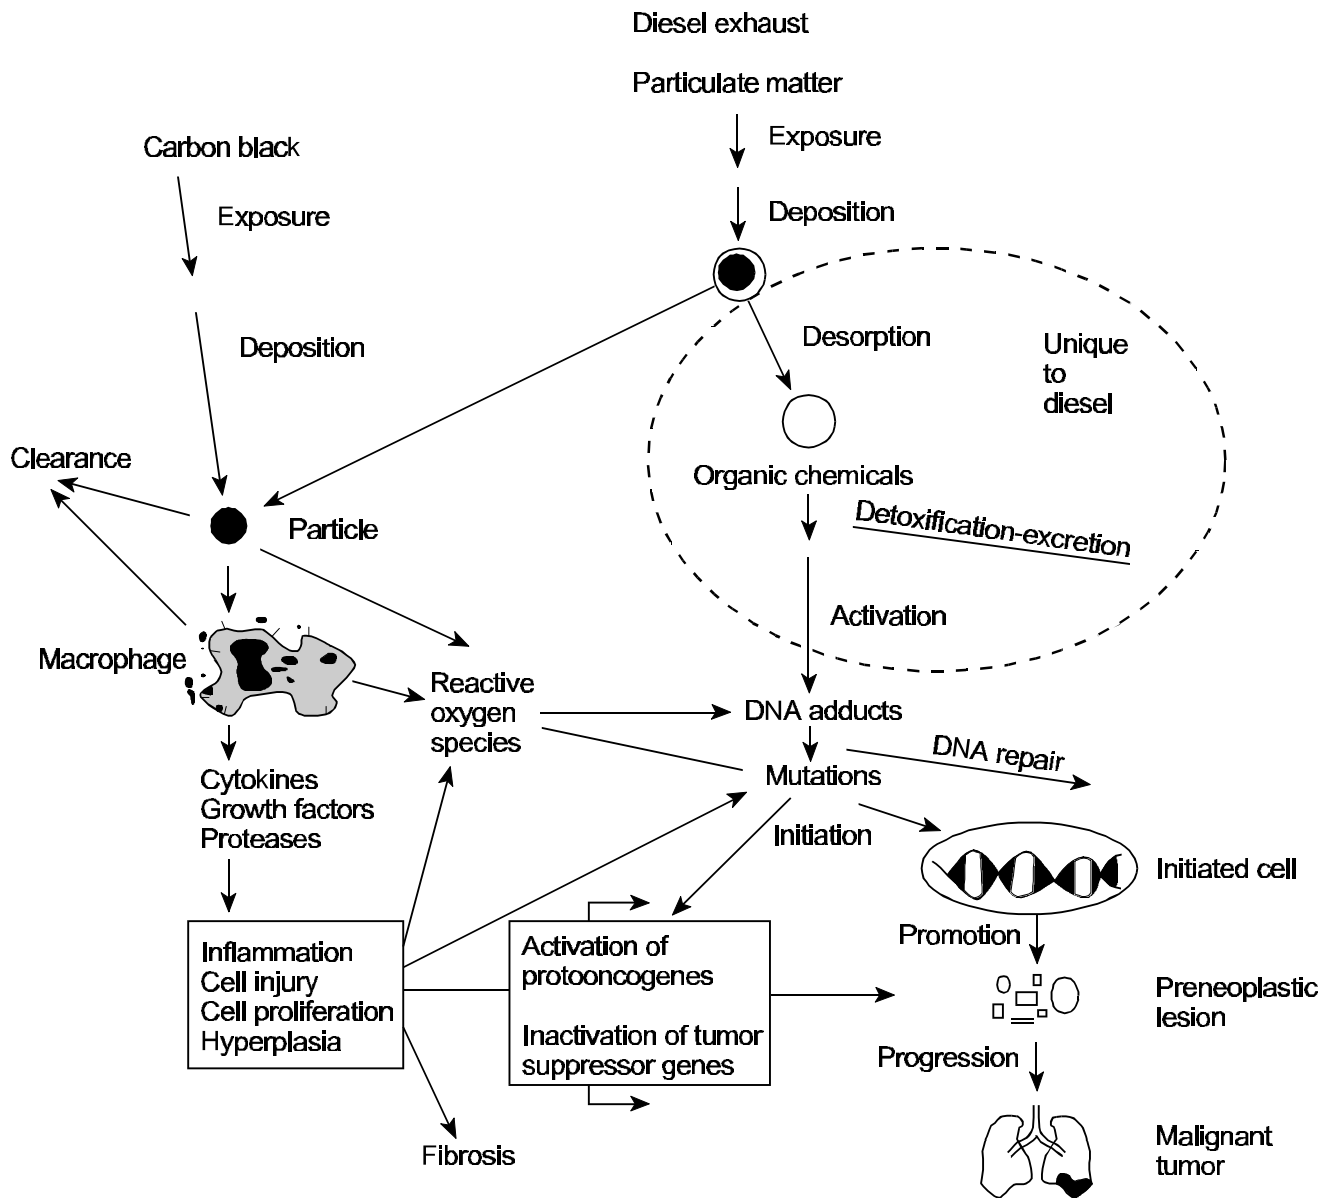 Diesel exhaust
Particulate matter
Exposure
Carbon black
Exposure
Deposition
Deposition
Desorption
Unique
to
diesel
Clearance
Organic chemicals
Particle
Detoxification-excretion
Activation
Macrophage
Reactive
oxygen
species
DNA adducts
DNA repair
Mutations
Cytokines
Growth factors
Proteases
Initiation
Initiated cell
Promotion
Inflammation
Cell injury
Cell proliferation
Hyperplasia
Activation of
protooncogenes
Inactivation of tumor
suppressor genes
Preneoplastic
lesion
Progression
Fibrosis
Malignant
tumor